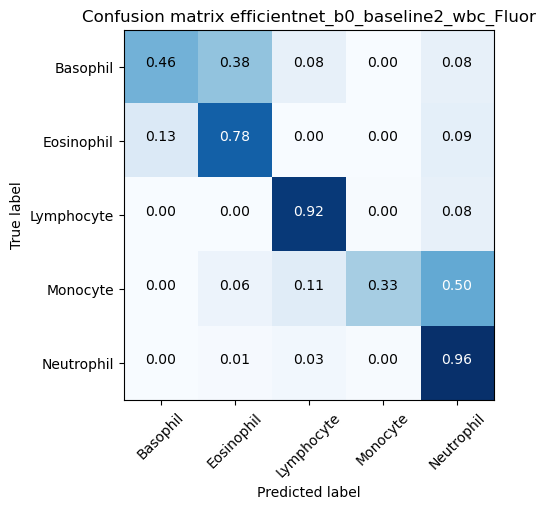 Confusion matrix efficientnet_b0_baseline2_wbc_Fluor
True label
Basophil 0.46 0.38 0.08 0.00 0.08
Eosinophil 0.13 0.78 0.00 0.00 0.09
Lymphocyte 0.00 0.00 0.92 0.00 0.08
Monocyte 0.00 0.06 0.11 0.33 0.50
Neutrophil 0.00 0.01 0.03 0.00 0.96
Basophil Eosinophil Lymphocyte Monocyte Neutrophil
Predicted label